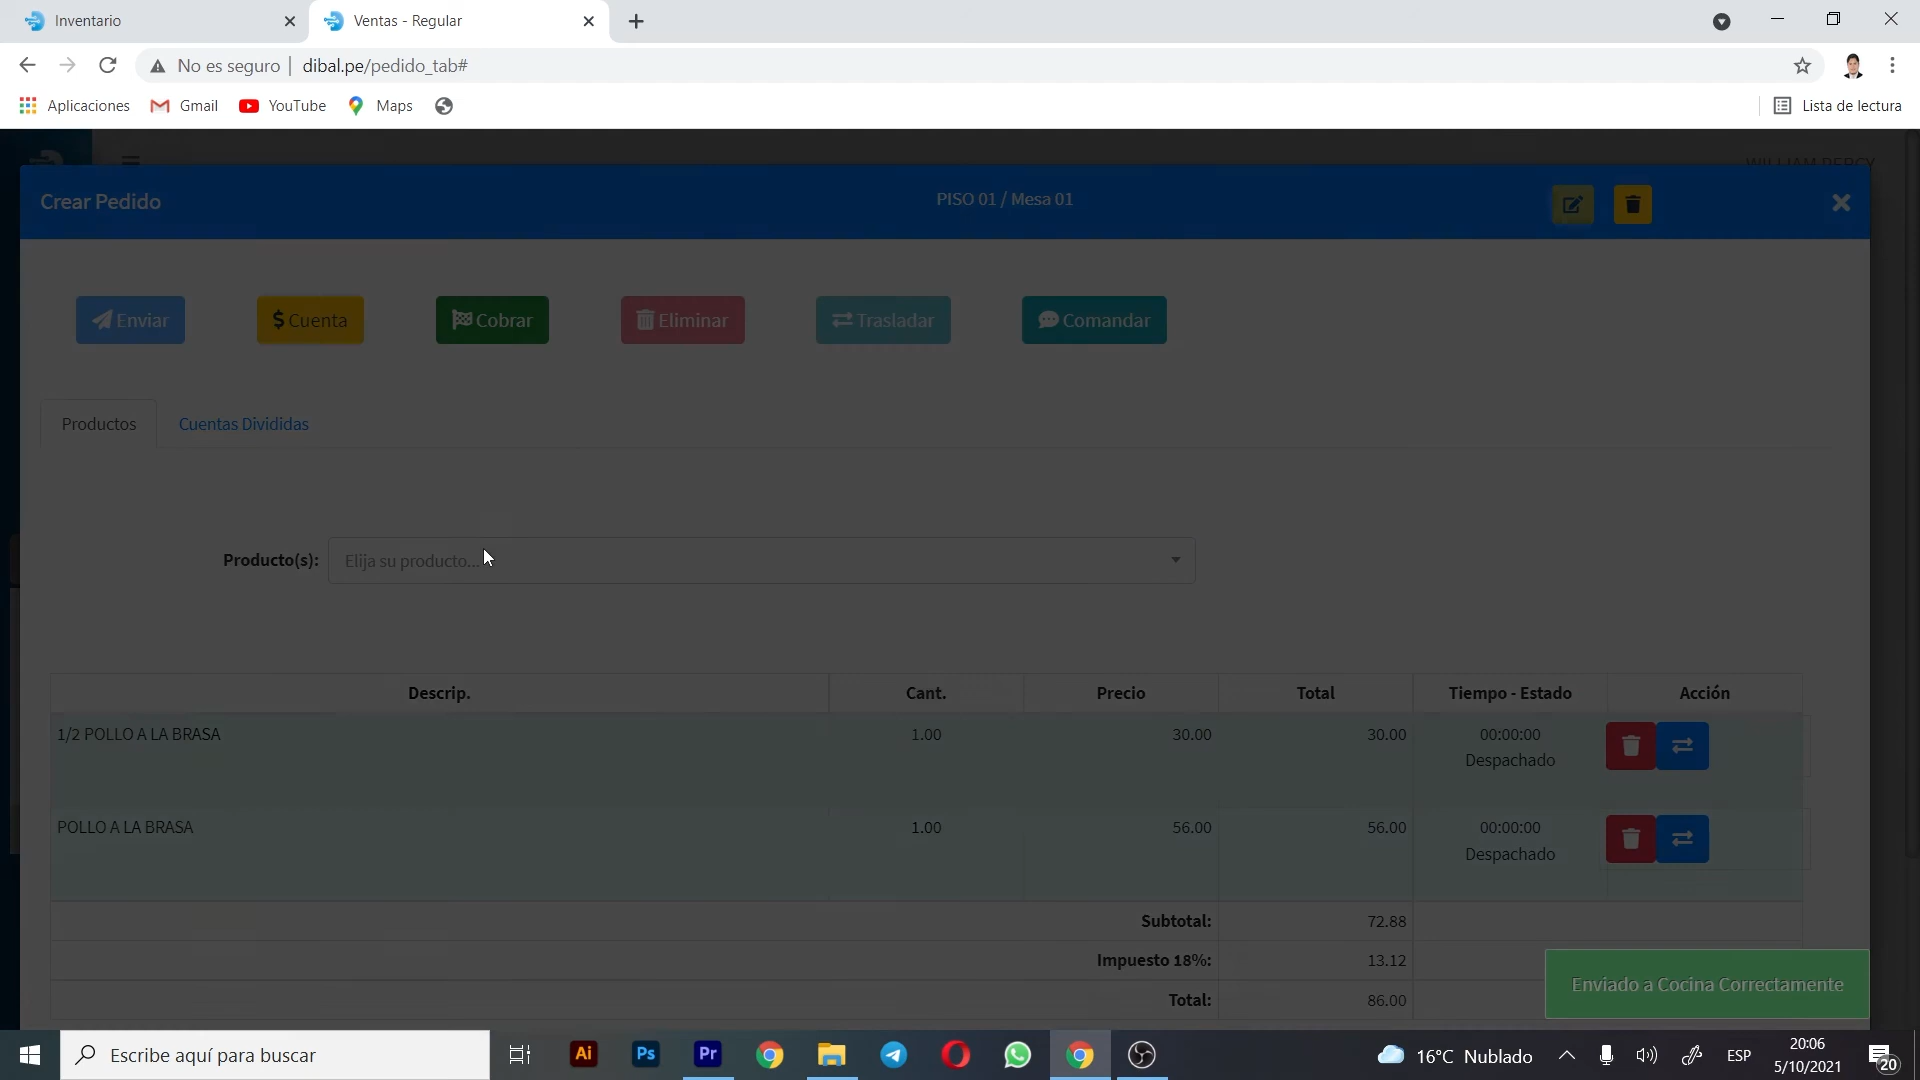 Inventario
Ventas - Regular
No es seguro | dibal.pe/pedido_tab#
Aplicaciones
Gmail
YouTube
Maps
Lista de lectura
WILLIAM PERCY
Crear Pedido
PISO 01 / Mesa 01
Enviar
$ Cuenta
Cobrar
Eliminar
Trasladar
Comandar
Productos
Cuentas Divididas
Producto(s):
Elija su producto...
Descrip. Cant. Precio Total Tiempo - Estado Acción
1/2 POLLO A LA BRASA 1.00 30.00 30.00 00:00:00
Despachado
POLLO A LA BRASA 1.00 56.00 56.00 00:00:00
Despachado
Subtotal: 72.88
Impuesto 18%: 13.12
Total: 86.00
Enviado a Cocina Correctamente
Escribe aquí para buscar
Ai
Ps
Pr
16°C Nublado
ESP
20:06
5/10/2021
20